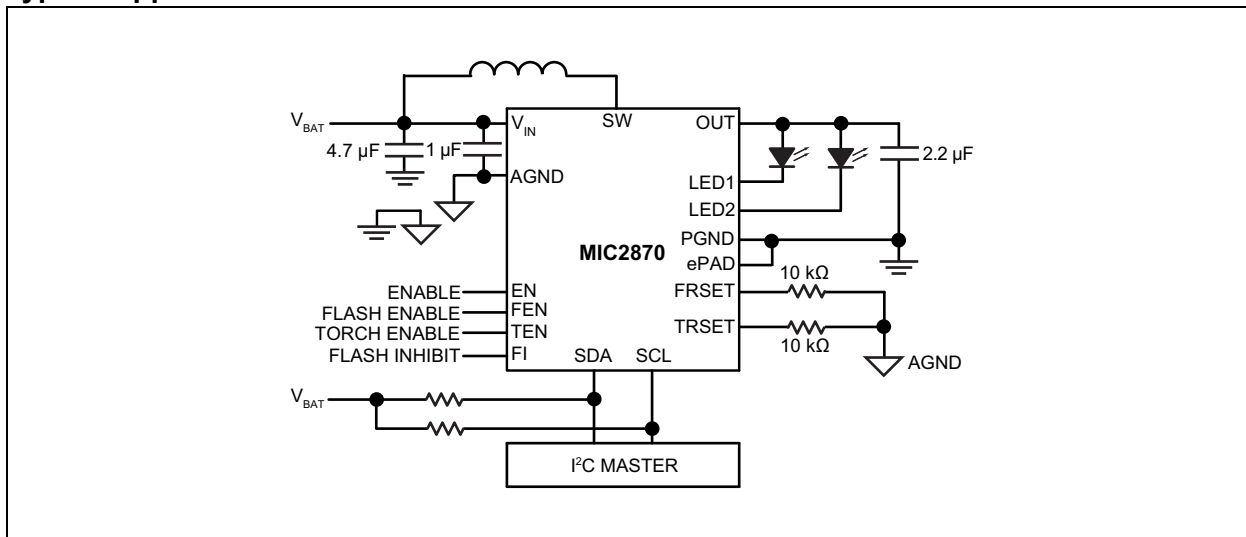 V_BAT
4.7 µF
1 µF
V_IN
SW
OUT
AGND
LED1
LED2
2.2 µF
MIC2870
PGND
ePAD
ENABLE
EN
FLASH ENABLE
FEN
TORCH ENABLE
TEN
FLASH INHIBIT
FI
FRSET
10 kΩ
TRSET
10 kΩ
AGND
SDA
SCL
V_BAT
I²C MASTER